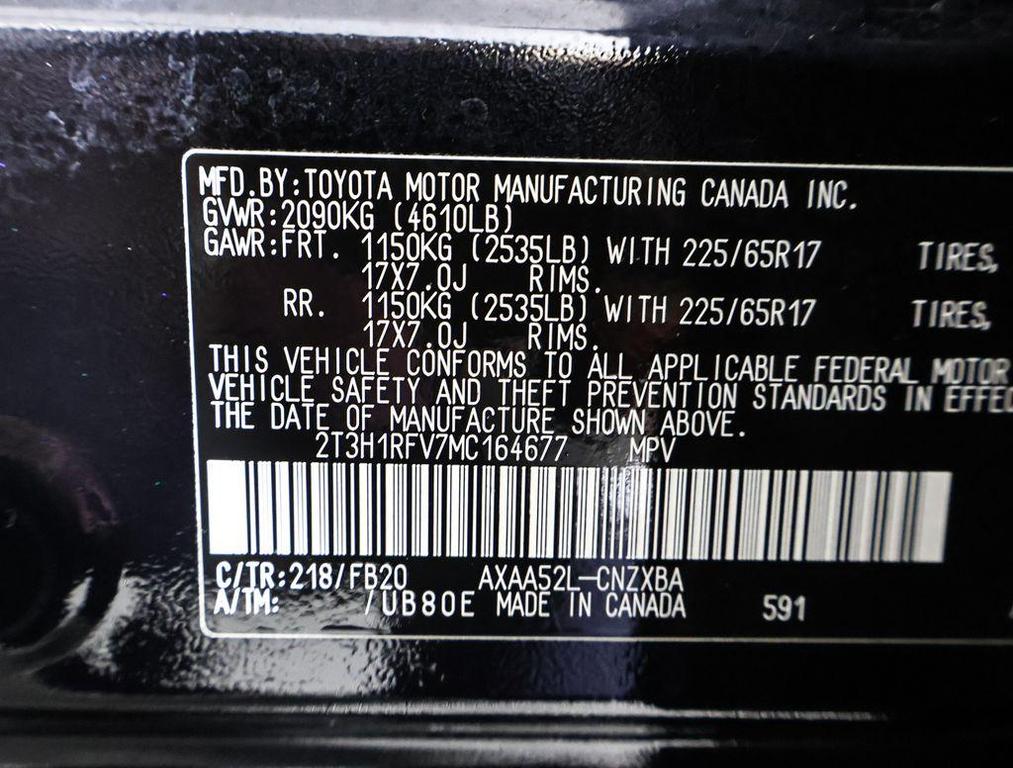 MFD.BY:TOYOTA MOTOR MANUFACTURING CANADA INC.
GVWR:2090KG (4610LB)
GAWR:FRT. 1150KG (2535LB) WITH 225/65R17 TIRES,
17X7.0J RIMS.
RR. 1150KG (2535LB) WITH 225/65R17 TIRES,
17X7.0J RIMS.
THIS VEHICLE CONFORMS TO ALL APPLICABLE FEDERAL MOTOR
VEHICLE SAFETY AND THEFT PREVENTION STANDARDS IN EFFEC
THE DATE OF MANUFACTURE SHOWN ABOVE.
2T3H1RFV7MC164677 MPV
C/TR:218/FB20 AXAA52L-CNZXBA
A/TM: /UB80E MADE IN CANADA 591